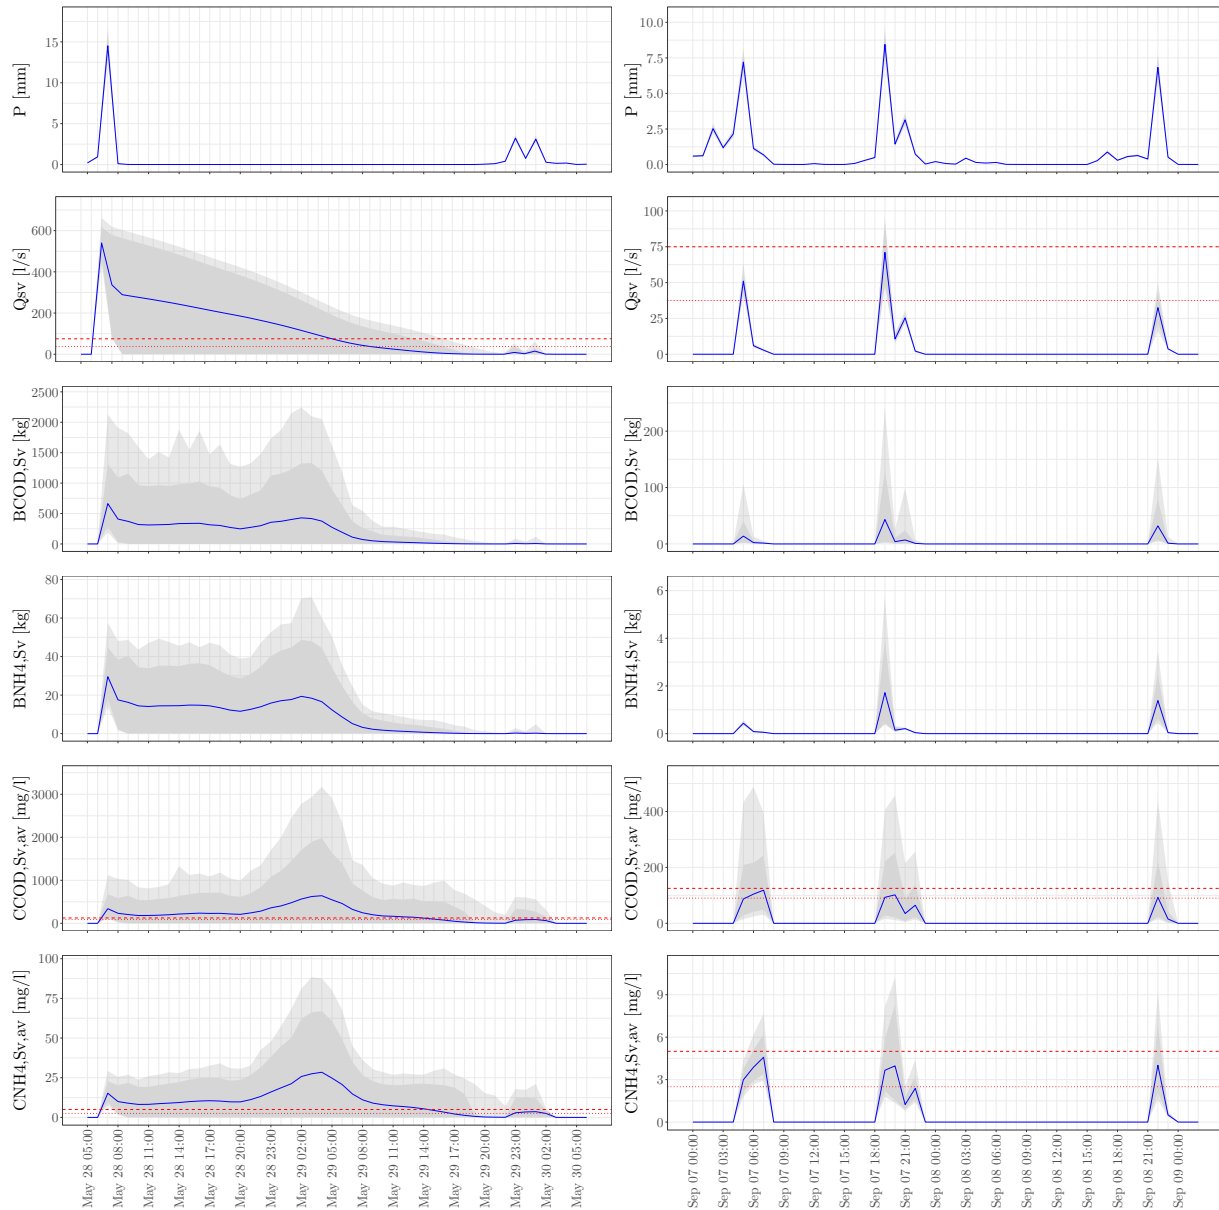 P [mm]
15
10
5
0
P [mm]
10.0
7.5
5.0
2.5
0.0
Qsv [l/s]
600
400
200
0
Qsv [l/s]
100
75
50
25
0
BCOD,Sv [kg]
2500
2000
1500
1000
500
0
BCOD,Sv [kg]
200
100
0
BNH4,Sv [kg]
80
60
40
20
0
BNH4,Sv [kg]
6
4
2
0
CCOD,Sv,av [mg/l]
3000
2000
1000
0
CCOD,Sv,av [mg/l]
400
200
0
CNH4,Sv,av [mg/l]
100
75
50
25
0
CNH4,Sv,av [mg/l]
9
6
3
0
May 28 05:00
May 28 08:00
May 28 11:00
May 28 14:00
May 28 17:00
May 28 20:00
May 28 23:00
May 29 02:00
May 29 05:00
May 29 08:00
May 29 11:00
May 29 14:00
May 29 17:00
May 29 20:00
May 29 23:00
May 30 02:00
May 30 05:00
Sep 07 00:00
Sep 07 03:00
Sep 07 06:00
Sep 07 09:00
Sep 07 12:00
Sep 07 15:00
Sep 07 18:00
Sep 07 21:00
Sep 08 00:00
Sep 08 03:00
Sep 08 06:00
Sep 08 09:00
Sep 08 12:00
Sep 08 15:00
Sep 08 18:00
Sep 08 21:00
Sep 09 00:00